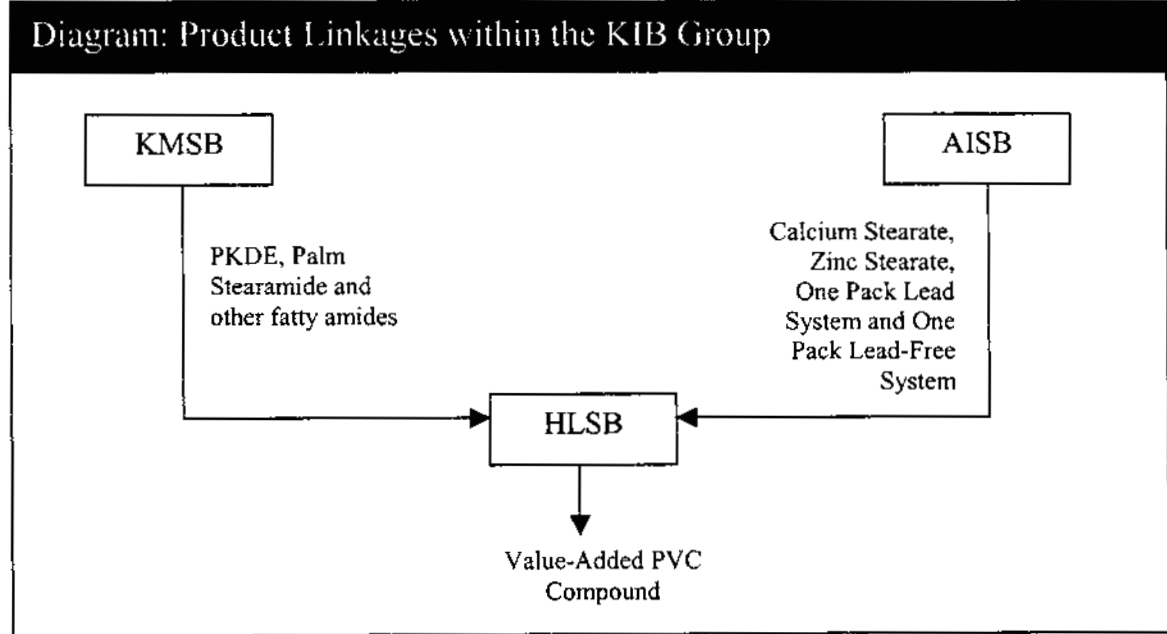 Diagram: Product Linkages within the KIB Group
KMSB
AISB
PKDE, Palm
Stearamide and
other fatty amides
Calcium Stearate,
Zinc Stearate,
One Pack Lead
System and One
Pack Lead-Free
System
HLSB
Value-Added PVC
Compound